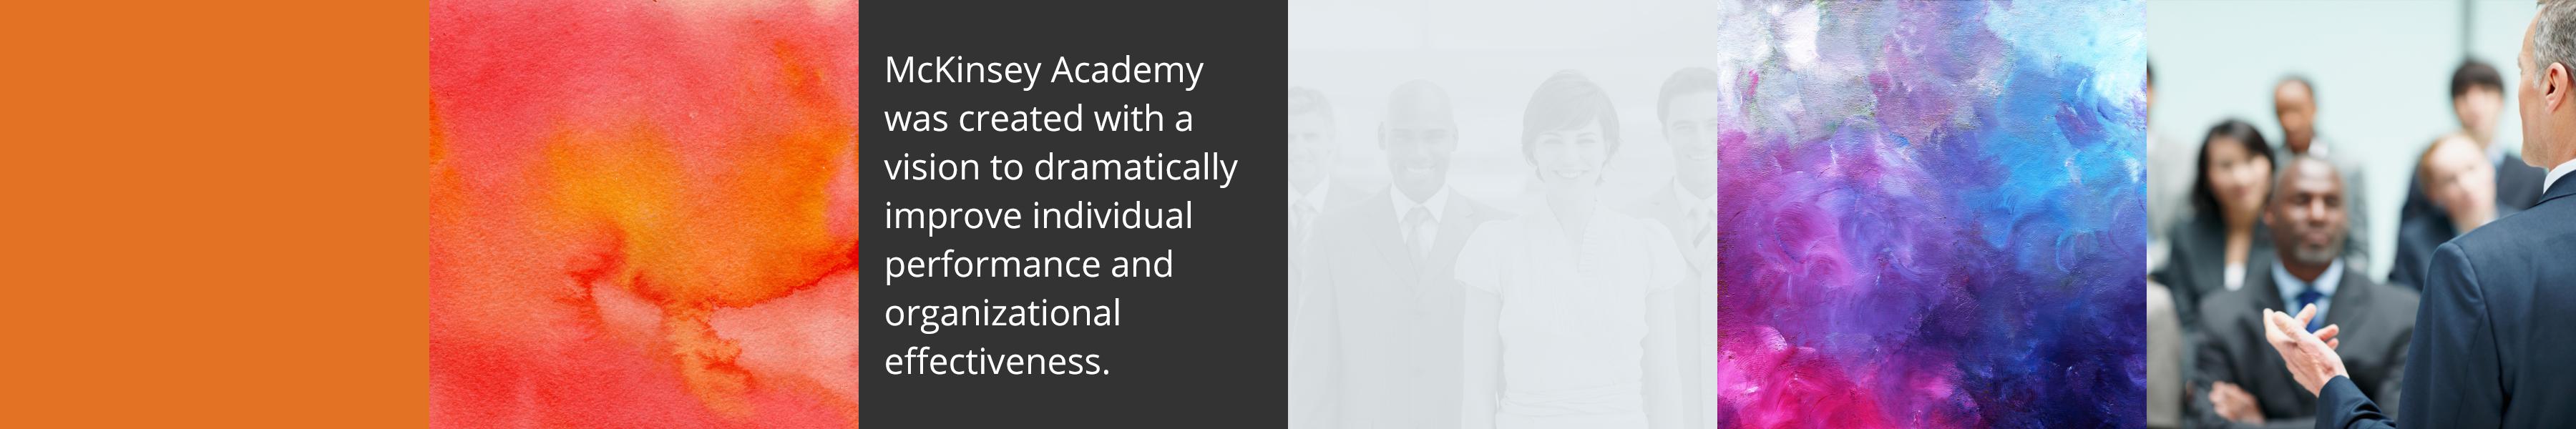 McKinsey Academy
was created with a
vision to dramatically
improve individual
performance and
organizational
effectiveness.